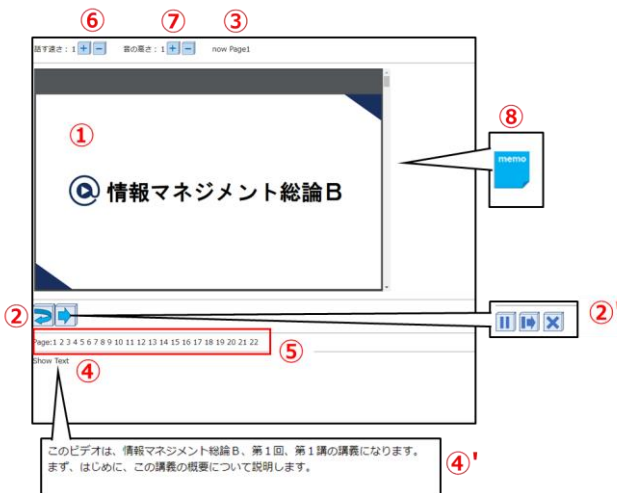 ⑥ ⑦ ③
話す速さ：1 + − 音の高さ：1 + − now Page1
①
⑧
memo
情報マネジメント総論Ｂ
② ②'
Page:1 2 3 4 5 6 7 8 9 10 11 12 13 14 15 16 17 18 19 20 21 22
⑤
Show Text
④
このビデオは、情報マネジメント総論Ｂ、第１回、第１講の講義になります。
まず、はじめに、この講義の概要について説明します。
④'